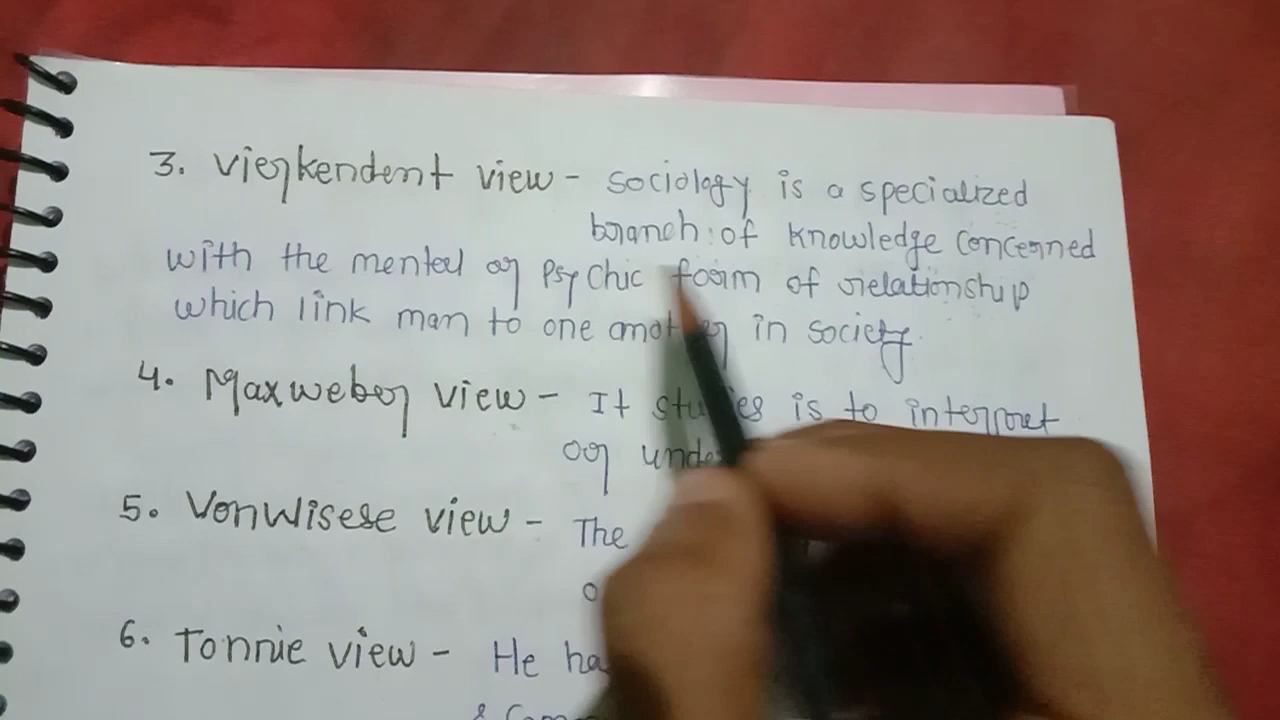 3. Vierkendent view - Sociology is a specialized
branch of knowledge concerned
with the mental or psychic form of relationship
which link man to one another in society.
4. Maxweber view - It studies is to interpret
or
5. Vonwisese view - The
6. Tonnie view - He
&